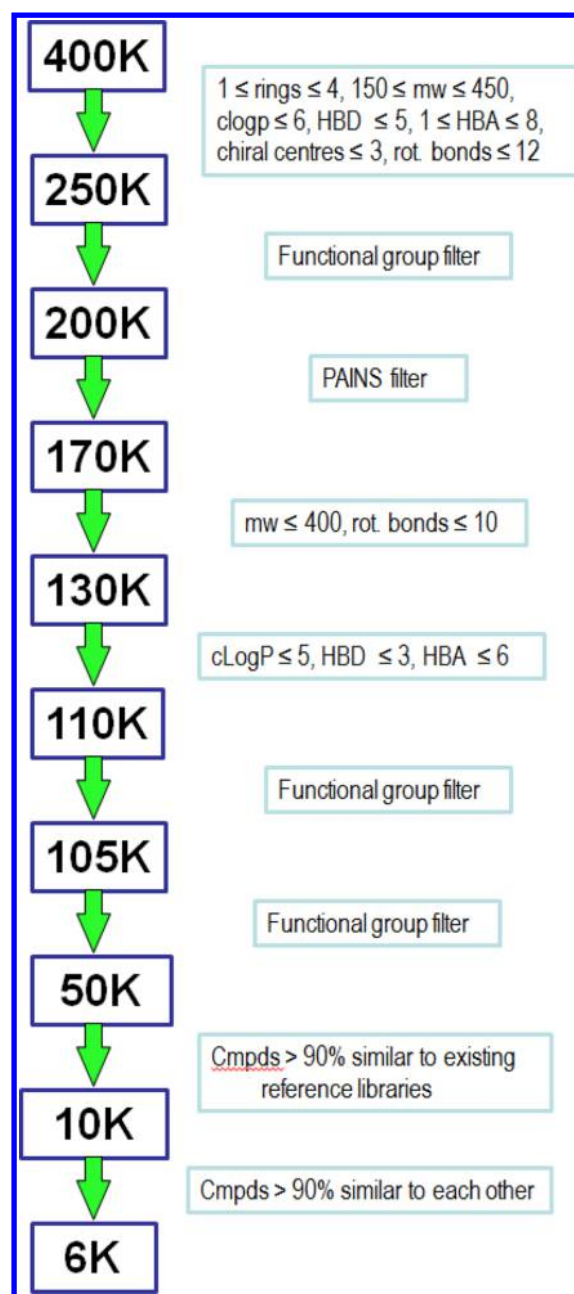 400K
1 ≤ rings ≤ 4, 150 ≤ mw ≤ 450,
clogp ≤ 6, HBD ≤ 5, 1 ≤ HBA ≤ 8,
chiral centres ≤ 3, rot. bonds ≤ 12
250K
Functional group filter
200K
PAINS filter
170K
mw ≤ 400, rot. bonds ≤ 10
130K
cLogP ≤ 5, HBD ≤ 3, HBA ≤ 6
110K
Functional group filter
105K
Functional group filter
50K
Cmpds > 90% similar to existing
reference libraries
10K
Cmpds > 90% similar to each other
6K